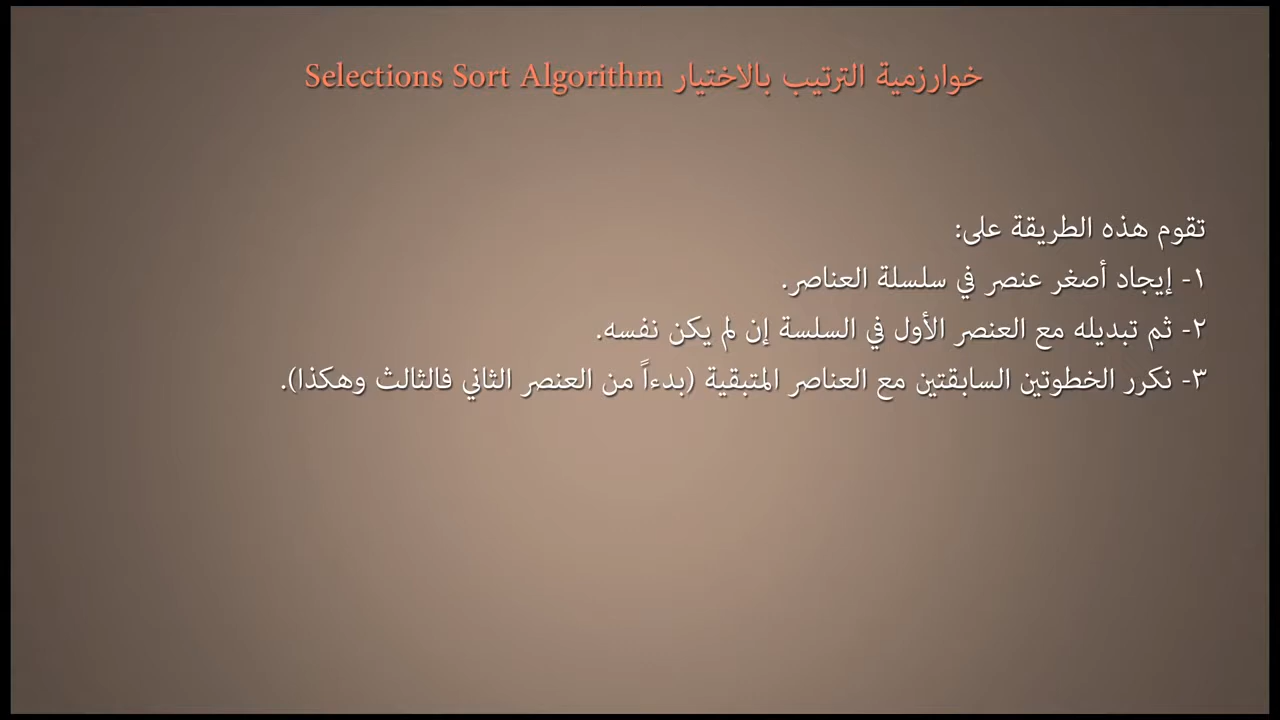 خوارزمية الترتيب بالاختيار Selections Sort Algorithm
تقوم هذه الطريقة على:
١- إيجاد أصغر عنصر في سلسلة العناصر.
٢- ثم تبديله مع العنصر الأول في السلسة إن لم يكن نفسه.
٣- نكرر الخطوتين السابقتين مع العناصر المتبقية (بدءاً من العنصر الثاني فالثالث وهكذا).